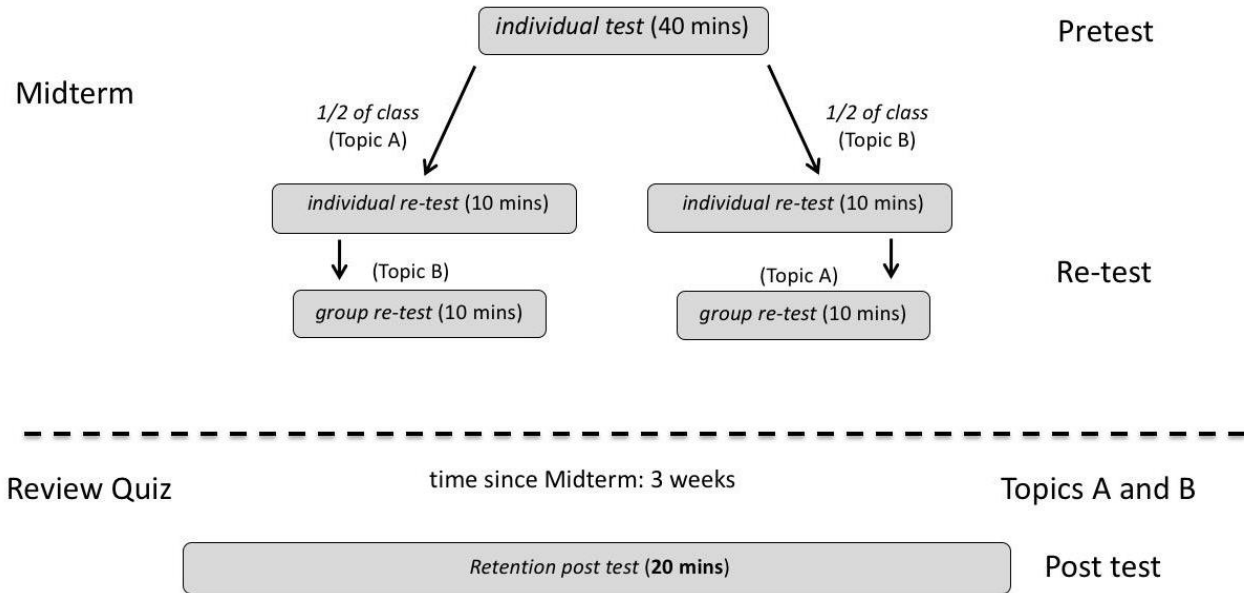 individual test (40 mins)
Pretest
Midterm
1/2 of class
(Topic A)
1/2 of class
(Topic B)
individual re-test (10 mins)
individual re-test (10 mins)
(Topic B)
(Topic A)
Re-test
group re-test (10 mins)
group re-test (10 mins)
Review Quiz
time since Midterm: 3 weeks
Topics A and B
Retention post test (20 mins)
Post test